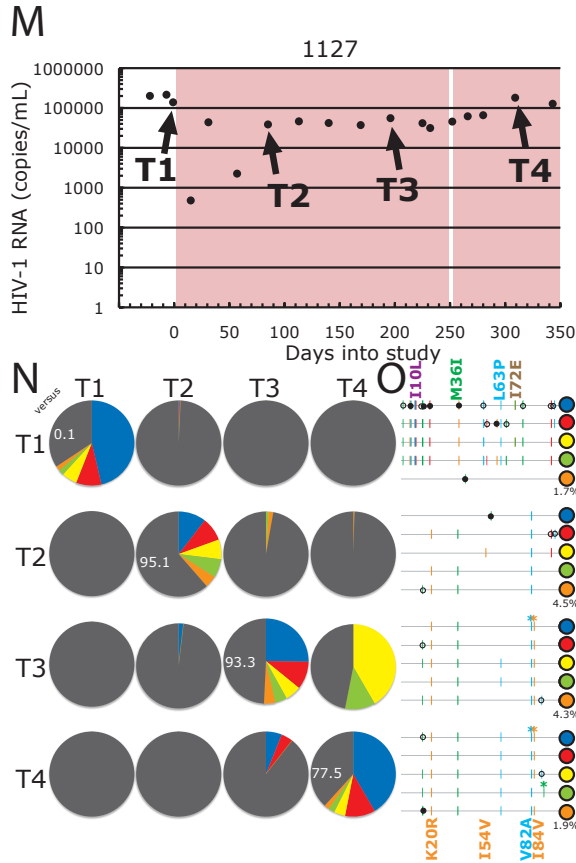 M
1127
HIV-1 RNA (copies/mL)
1000000
100000
10000
1000
100
10
1
T1
T2
T3
T4
0 50 100 150 200 250 300 350
Days into study
N
versus
T1 T2 T3 T4
T1
T2
T3
T4
0.1
95.1
93.3
77.5
O
I10L
M36I
L63P
I72E
1.7%
4.5%
**
4.3%
**
*
1.9%
K20R
I54V
V82A
I84V